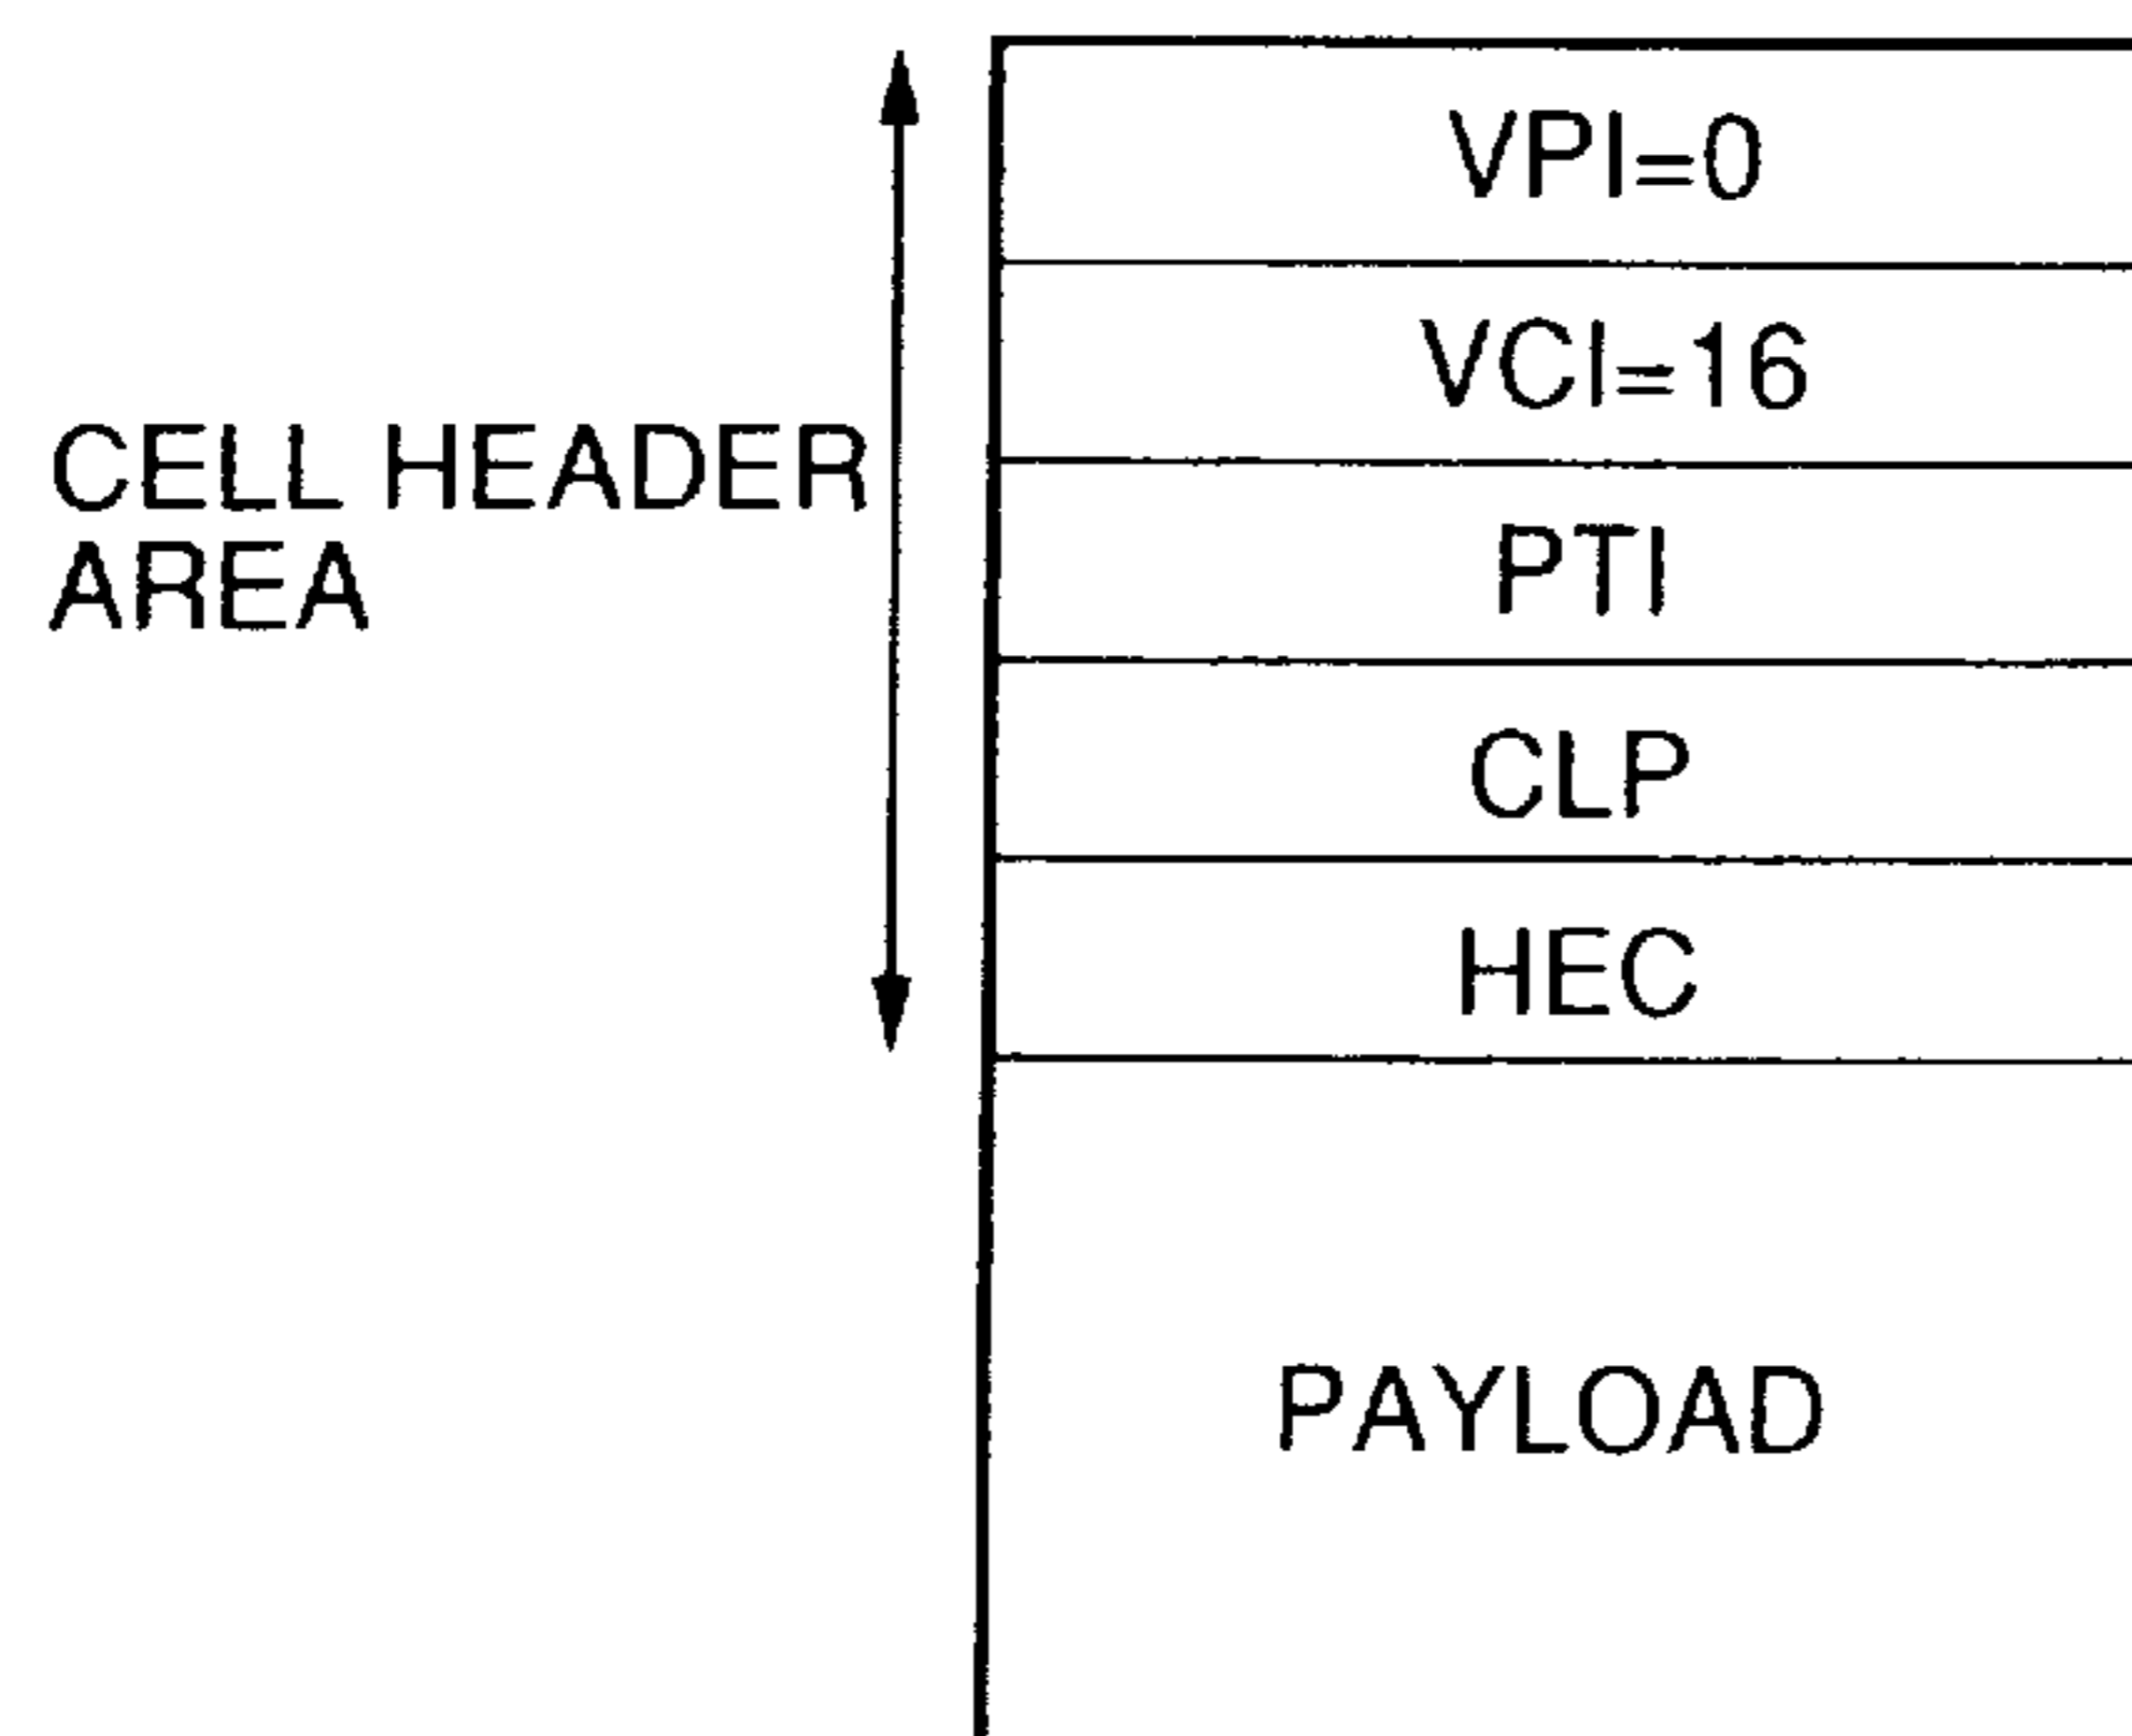 VPI=0
VCI=16
CELL HEADER
AREA
PTI
CLP
HEC
PAYLOAD